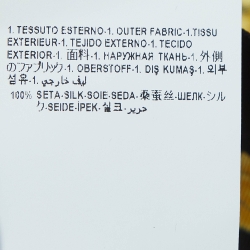 1. TESSUTO ESTERNO-1. OUTER FABRIC-1.TISSU
EXTERIEUR-1. TEJIDO EXTERNO-1. TECIDO
EXTERIOR-1. 面料-1. НАРУЖНАЯ ТКАНЬ-1. 外側
のファブリック-1. OBERSTOFF-1. DIŞ KUMAŞ-1. 외부
섬유-1. ليف خارجي
100% SETA-SILK-SOIE-SEDA-桑蚕丝-ШЕЛК-シル
ク-SEIDE-İPEK-실크-حرير